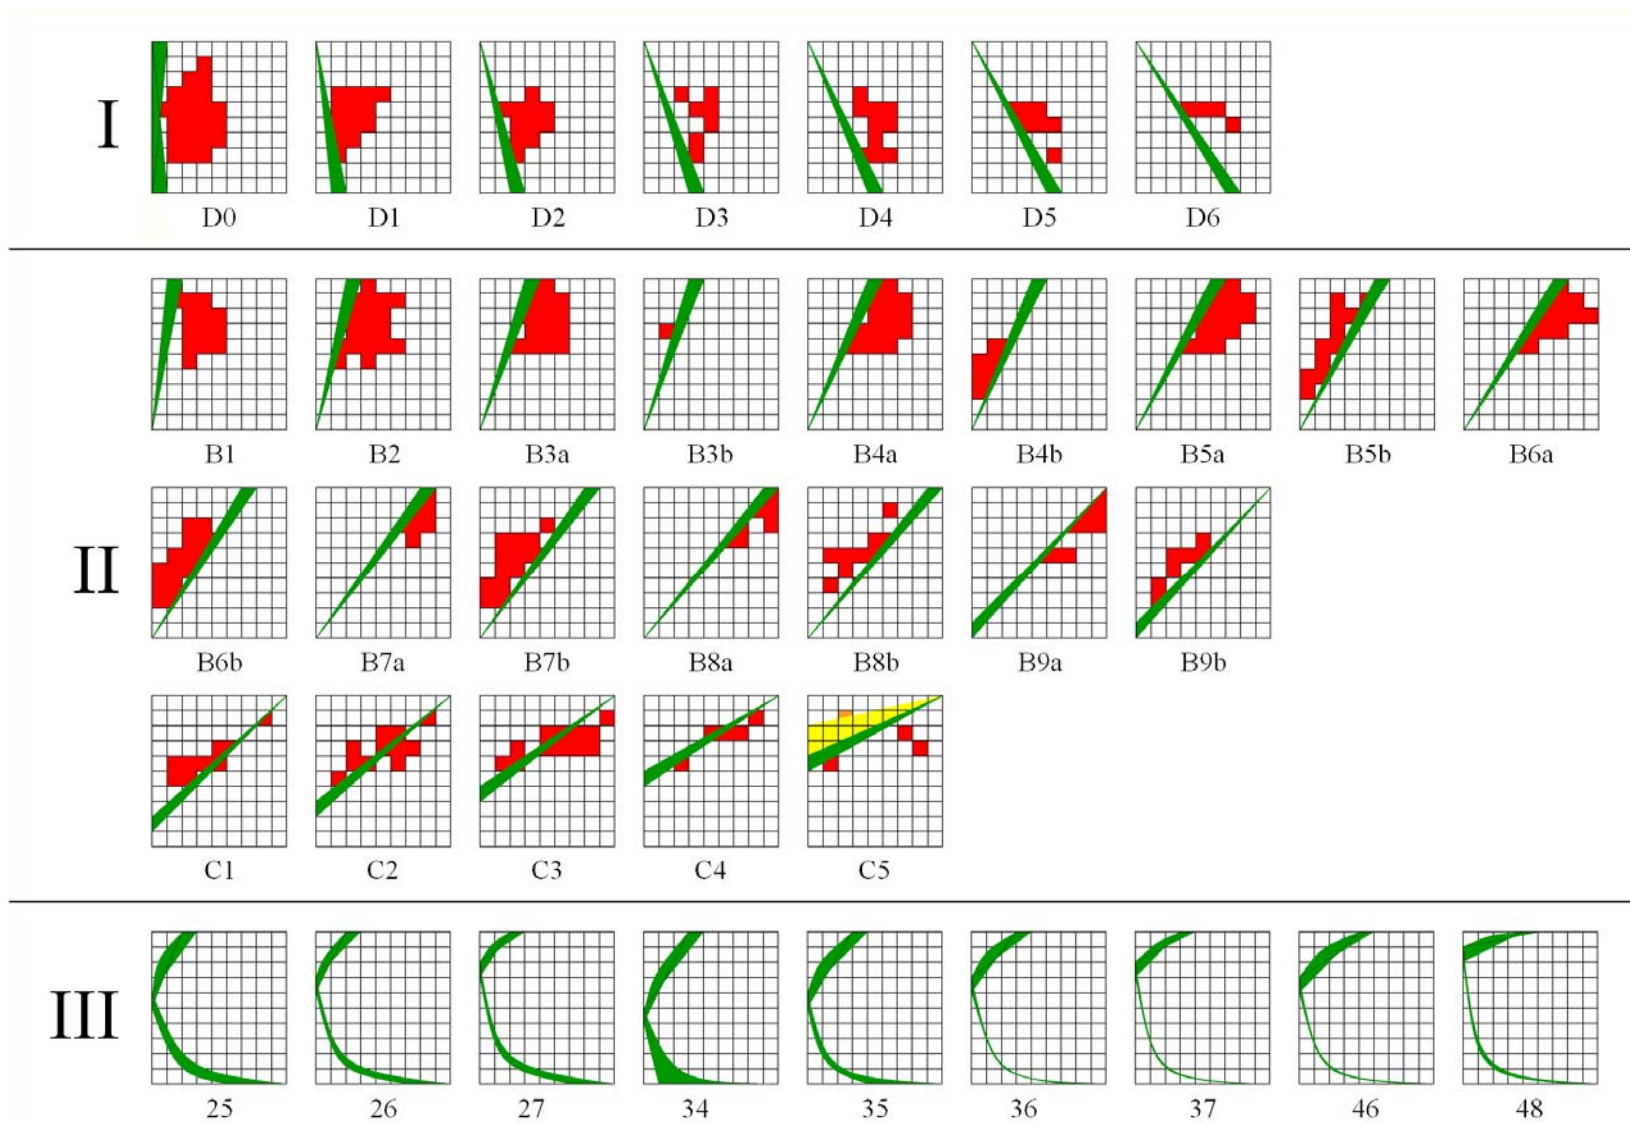 I
D0 D1 D2 D3 D4 D5 D6
B1 B2 B3a B3b B4a B4b B5a B5b B6a
II
B6b B7a B7b B8a B8b B9a B9b
C1 C2 C3 C4 C5
III
25 26 27 34 35 36 37 46 48